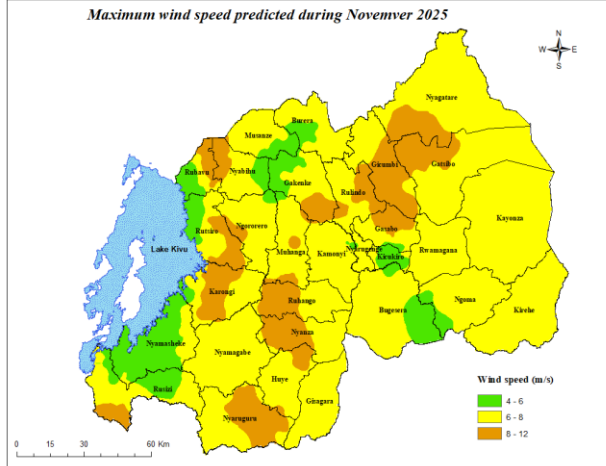 Maximum wind speed predicted during Novemver 2025
N
W E
S
Nyagatare
Burera
Musanze
Gicumbi
Gatsibo
Rubavu
Nyabihu
Gakenke
Rulindo
Kayonza
Rutsiro
Ngororero
Gasabo
Lake Kivu
Muhanga
Kamonyi
Nyarugenge
Kicukiro
Rwamagana
Karongi
Ruhango
Bugesera
Ngoma
Kirehe
Nyanza
Nyamasheke
Nyamagabe
Huye
Rusizi
Gisagara
Nyaruguru
Wind speed (m/s)
4 - 6
6 - 8
8 - 12
0 15 30 60 Km